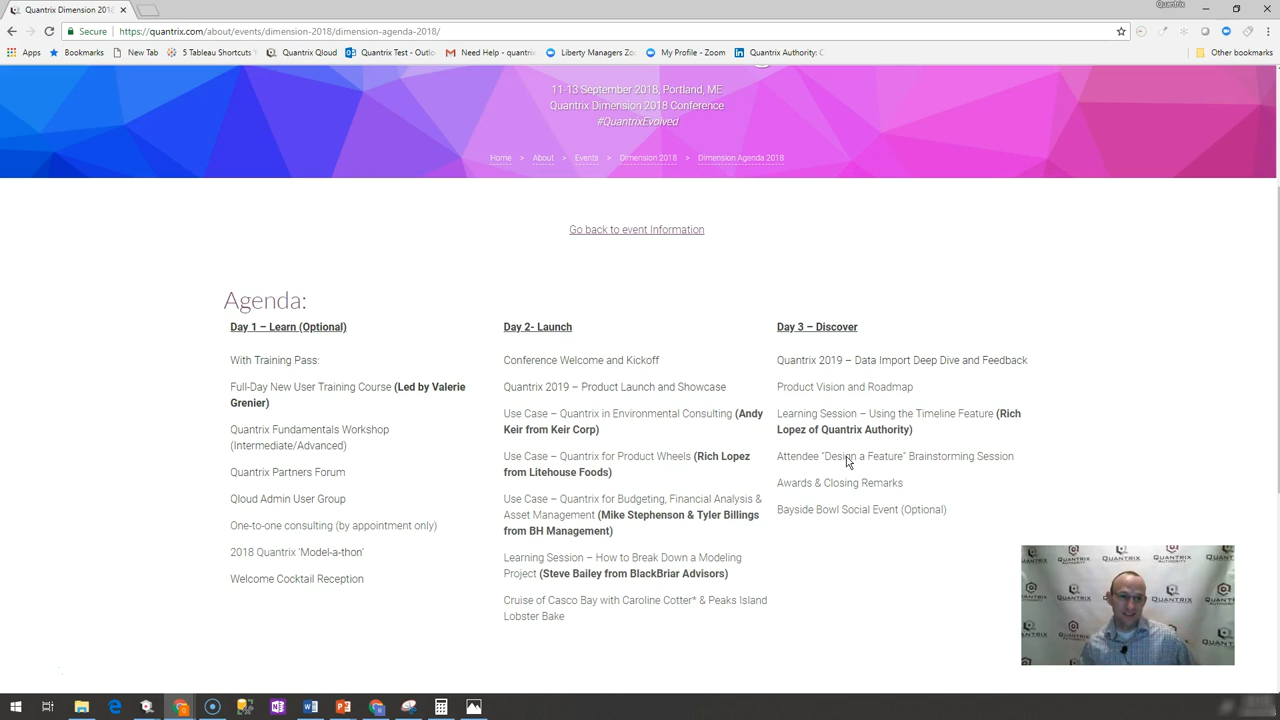 Quantrix Dimension 2018
Quantrix
Secure
https://quantrix.com/about/events/dimension-2018/dimension-agenda-2018/
Apps
Bookmarks
New Tab
5 Tableau Shortcuts
Quantrix Qloud
Quantrix Test - Outlo
Need Help - quantrix
Liberty Managers Zo
My Profile - Zoom
Quantrix Authority: C
Other bookmarks
11-13 September 2018, Portland, ME
Quantrix Dimension 2018 Conference
#QuantrixEvolved
Home > About > Events > Dimension 2018 > Dimension Agenda 2018
Go back to event Information
Agenda:
Day 1 – Learn (Optional)
With Training Pass:
Full-Day New User Training Course (Led by Valerie
Grenier)
Quantrix Fundamentals Workshop
(Intermediate/Advanced)
Quantrix Partners Forum
Qloud Admin User Group
One-to-one consulting (by appointment only)
2018 Quantrix ‘Model-a-thon’
Welcome Cocktail Reception
Day 2- Launch
Conference Welcome and Kickoff
Quantrix 2019 – Product Launch and Showcase
Use Case – Quantrix in Environmental Consulting (Andy
Keir from Keir Corp)
Use Case – Quantrix for Product Wheels (Rich Lopez
from Litehouse Foods)
Use Case – Quantrix for Budgeting, Financial Analysis &
Asset Management (Mike Stephenson & Tyler Billings
from BH Management)
Learning Session – How to Break Down a Modeling
Project (Steve Bailey from BlackBriar Advisors)
Cruise of Casco Bay with Caroline Cotter* & Peaks Island
Lobster Bake
Day 3 – Discover
Quantrix 2019 – Data Import Deep Dive and Feedback
Product Vision and Roadmap
Learning Session – Using the Timeline Feature (Rich
Lopez of Quantrix Authority)
Attendee “Design a Feature” Brainstorming Session
Awards & Closing Remarks
Bayside Bowl Social Event (Optional)
QUANTRIX
AUTHORITY